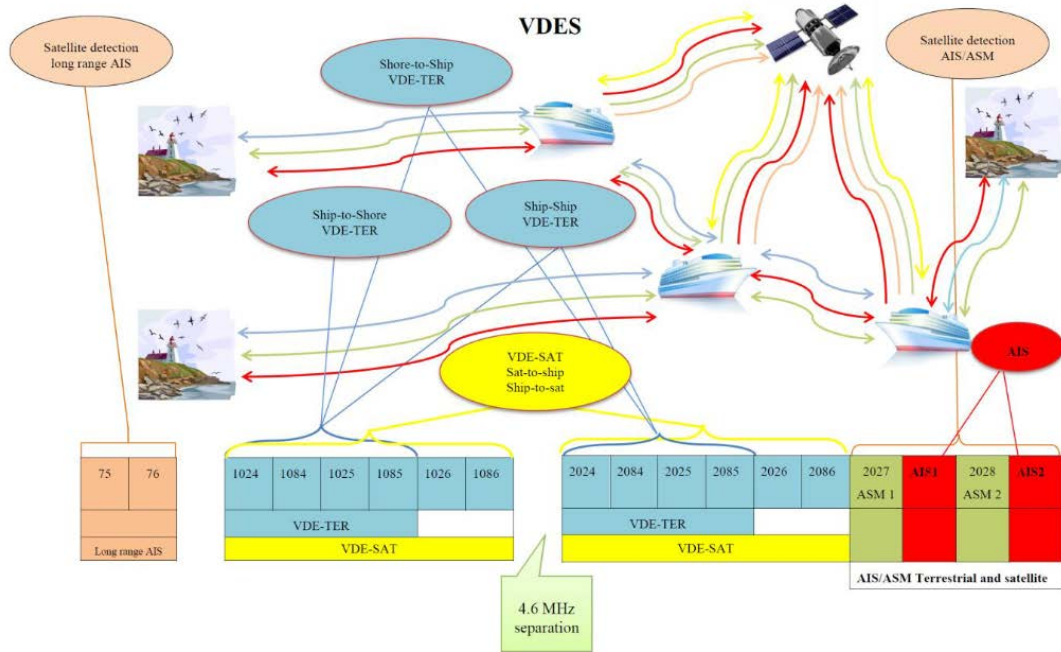 VDES
Satellite detection
long range AIS
Shore-to-Ship
VDE-TER
Satellite detection
AIS/ASM
Ship-to-Shore
VDE-TER
Ship-Ship
VDE-TER
VDE-SAT
Sat-to-ship
Ship-to-sat
AIS
75 76
1024 1084 1025 1085 1026 1086
2024 2084 2025 2085 2026 2086
2027 AIS1 2028 AIS2
ASM 1 ASM 2
VDE-TER
VDE-TER
Long range AIS
VDE-SAT
VDE-SAT
AIS/ASM Terrestrial and satellite
4.6 MHz
separation